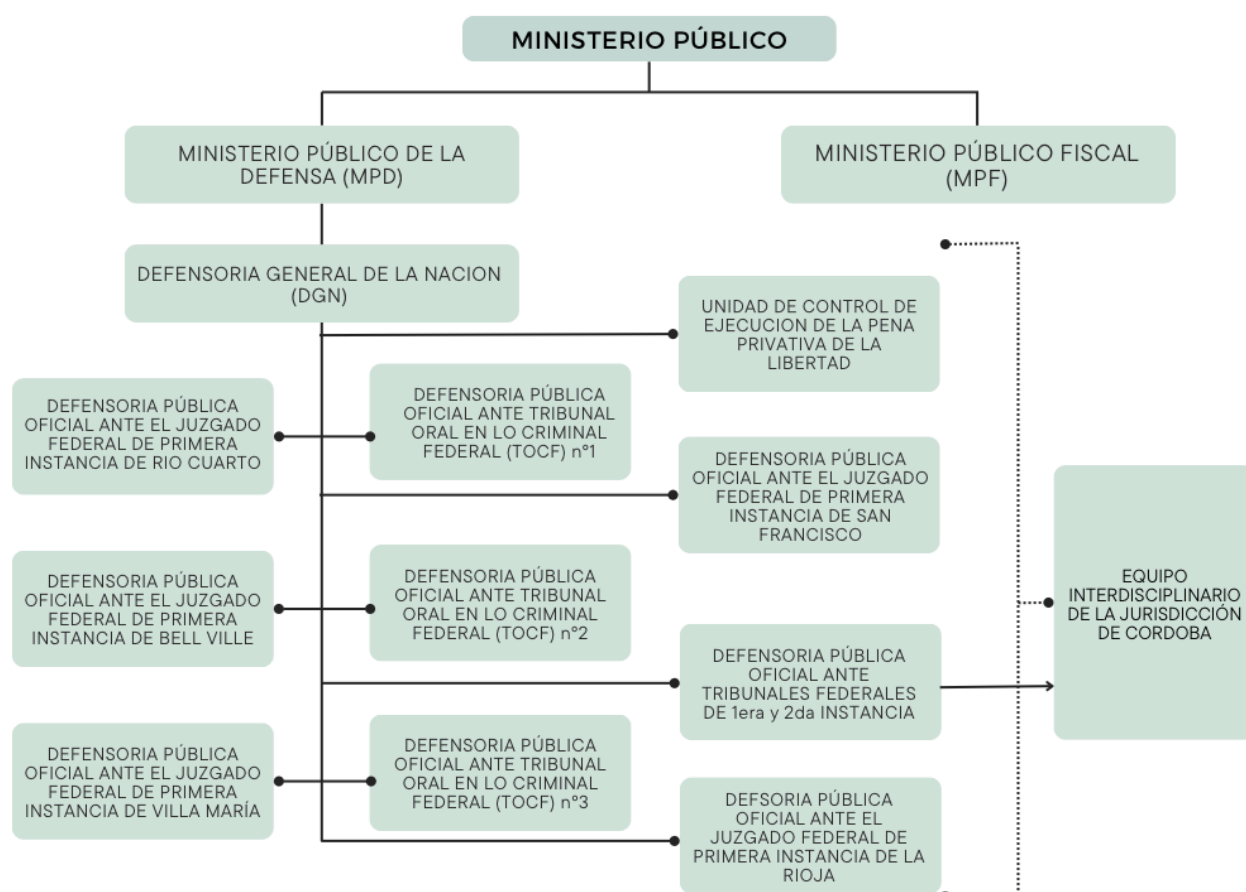 MINISTERIO PÚBLICO
MINISTERIO PÚBLICO DE LA
DEFENSA (MPD)
MINISTERIO PÚBLICO FISCAL
(MPF)
DEFENSORIA GENERAL DE LA NACION
(DGN)
UNIDAD DE CONTROL DE
EJECUCION DE LA PENA
PRIVATIVA DE LA
LIBERTAD
DEFENSORIA PÚBLICA
OFICIAL ANTE EL JUZGADO
FEDERAL DE PRIMERA
INSTANCIA DE RIO CUARTO
DEFENSORIA PÚBLICA
OFICIAL ANTE TRIBUNAL
ORAL EN LO CRIMINAL
FEDERAL (TOCF) n°1
DEFENSORIA PÚBLICA
OFICIAL ANTE EL JUZGADO
FEDERAL DE PRIMERA
INSTANCIA DE SAN
FRANCISCO
DEFENSORIA PÚBLICA
OFICIAL ANTE EL JUZGADO
FEDERAL DE PRIMERA
INSTANCIA DE BELL VILLE
DEFENSORIA PÚBLICA
OFICIAL ANTE TRIBUNAL
ORAL EN LO CRIMINAL
FEDERAL (TOCF) n°2
EQUIPO
INTERDISCIPLINARIO
DE LA JURISDICCIÓN
DE CORDOBA
DEFENSORIA PÚBLICA
OFICIAL ANTE
TRIBUNALES FEDERALES
DE 1era y 2da INSTANCIA
DEFENSORIA PÚBLICA
OFICIAL ANTE EL JUZGADO
FEDERAL DE PRIMERA
INSTANCIA DE VILLA MARÍA
DEFENSORIA PÚBLICA
OFICIAL ANTE TRIBUNAL
ORAL EN LO CRIMINAL
FEDERAL (TOCF) n°3
DEFSORIA PÚBLICA
OFICIAL ANTE EL
JUZGADO FEDERAL DE
PRIMERA INSTANCIA DE LA
RIOJA